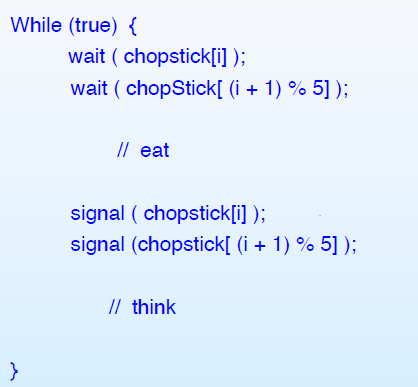 While (true) {
wait ( chopstick[i] );
wait ( chopStick[ (i + 1) % 5] );
// eat
signal ( chopstick[i] );
signal (chopstick[ (i + 1) % 5] );
// think
}